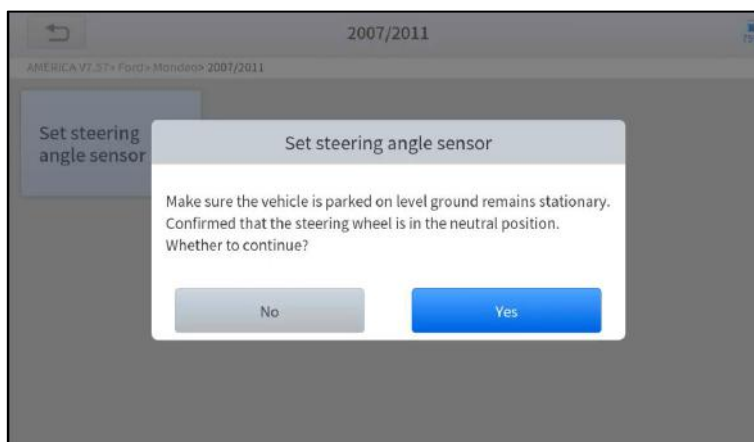 2007/2011
AMERICA V7.57> Ford> Mondeo> 2007/2011
Set steering
angle sensor
Set steering angle sensor
Make sure the vehicle is parked on level ground remains stationary.
Confirmed that the steering wheel is in the neutral position.
Whether to continue?
No
Yes